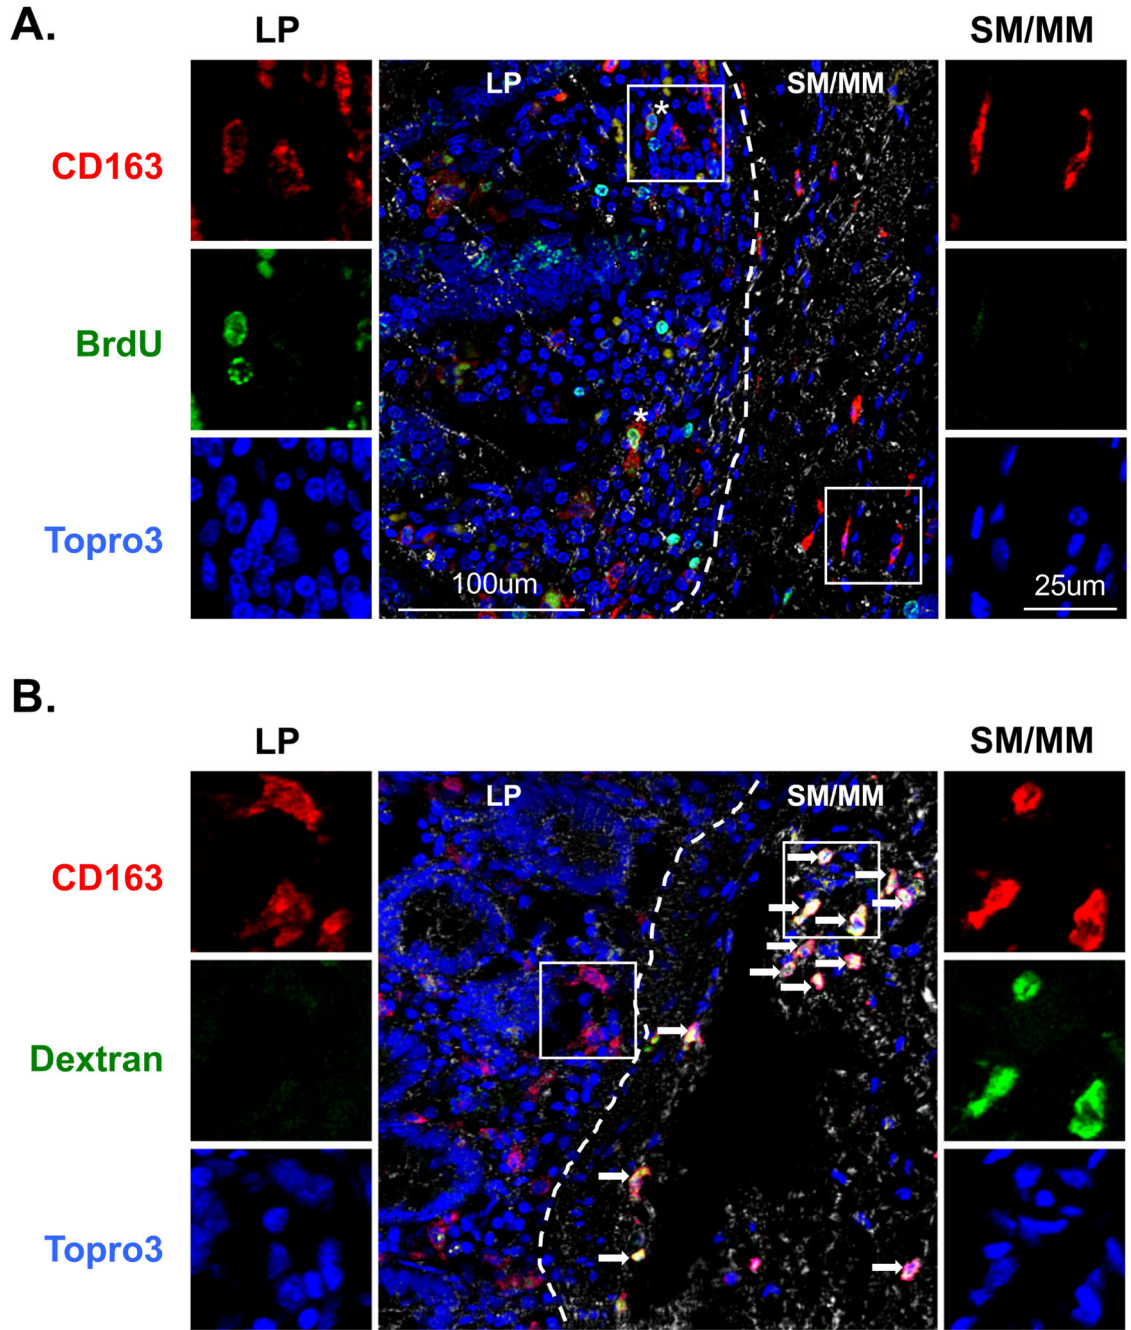 A.
LP
SM/MM
LP
SM/MM
CD163
*
BrdU
*
Topro3
100um
25um
B.
LP
SM/MM
LP
SM/MM
CD163
Dextran
Topro3